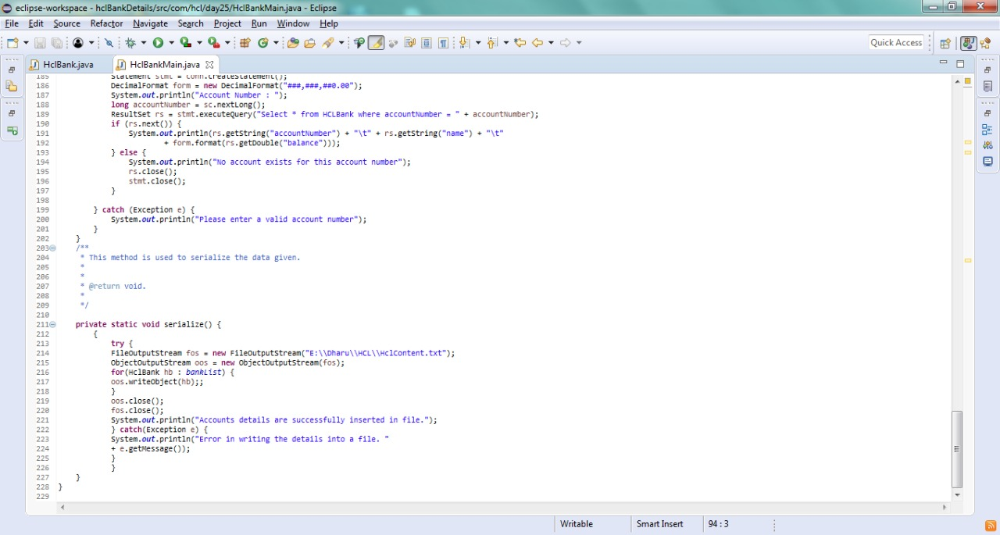 eclipse-workspace - hclBankDetails/src/com/hcl/day25/HclBankMain.java - Eclipse
File Edit Source Refactor Navigate Search Project Run Window Help
Quick Access
HclBank.java HclBankMain.java
185 Statement stmt = conn.createStatement();
186 DecimalFormat form = new DecimalFormat("###,###,##0.00");
187 System.out.println("Account Number : ");
188 long accountNumber = sc.nextLong();
189 ResultSet rs = stmt.executeQuery("Select * from HCLBank where accountNumber = " + accountNumber);
190 if (rs.next()) {
191 System.out.println(rs.getString("accountNumber") + "\t" + rs.getString("name") + "\t"
192 + form.format(rs.getDouble("balance")));
193 } else {
194 System.out.println("No account exists for this account number");
195 rs.close();
196 stmt.close();
197 }
198
199 } catch (Exception e) {
200 System.out.println("Please enter a valid account number");
201 }
202 }
203 /**
204 * This method is used to serialize the data given.
205 *
206 *
207 * @return void.
208 *
209 */
210
211 private static void serialize() {
212 {
213 try {
214 FileOutputStream fos = new FileOutputStream("E:\\Dharu\\HCL\\HclContent.txt");
215 ObjectOutputStream oos = new ObjectOutputStream(fos);
216 for(HclBank hb : bankList) {
217 oos.writeObject(hb);;
218 }
219 oos.close();
220 fos.close();
221 System.out.println("Accounts details are successfully inserted in file.");
222 } catch(Exception e) {
223 System.out.println("Error in writing the details into a file. "
224 + e.getMessage());
225 }
226 }
227 }
228 }
229
Writable Smart Insert 94 : 3